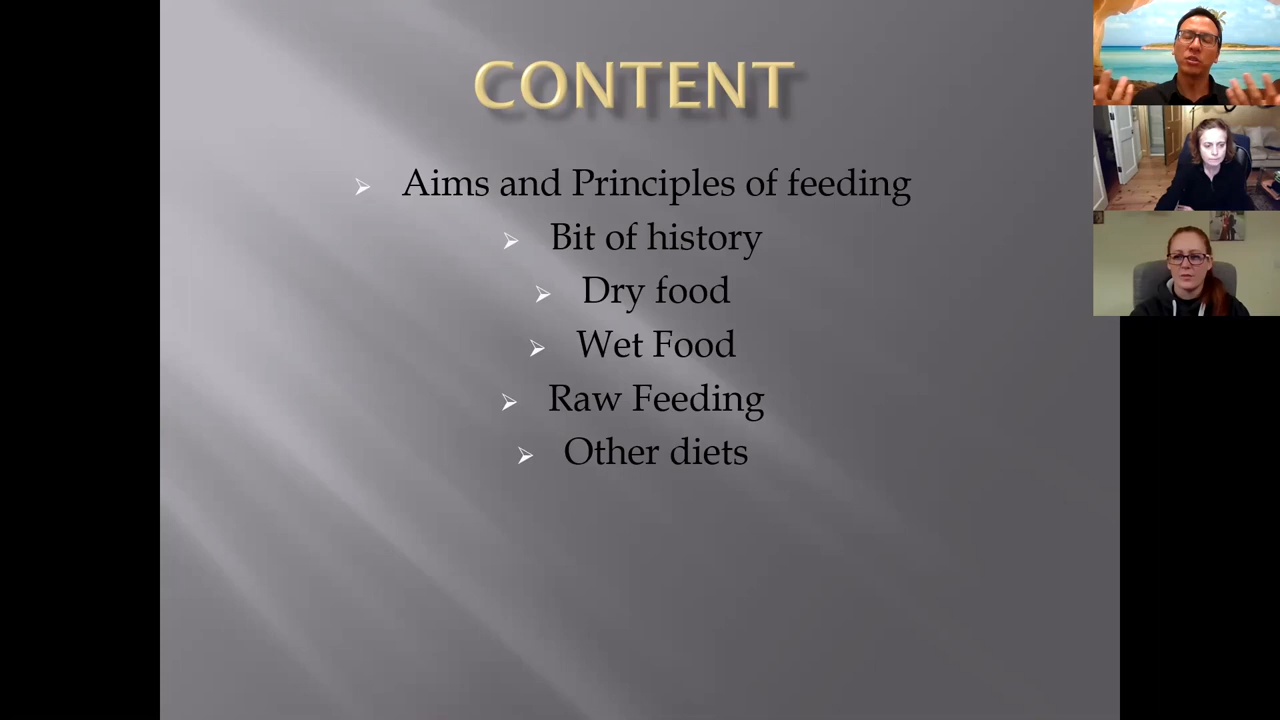 CONTENT
Aims and Principles of feeding
Bit of history
Dry food
Wet Food
Raw Feeding
Other diets